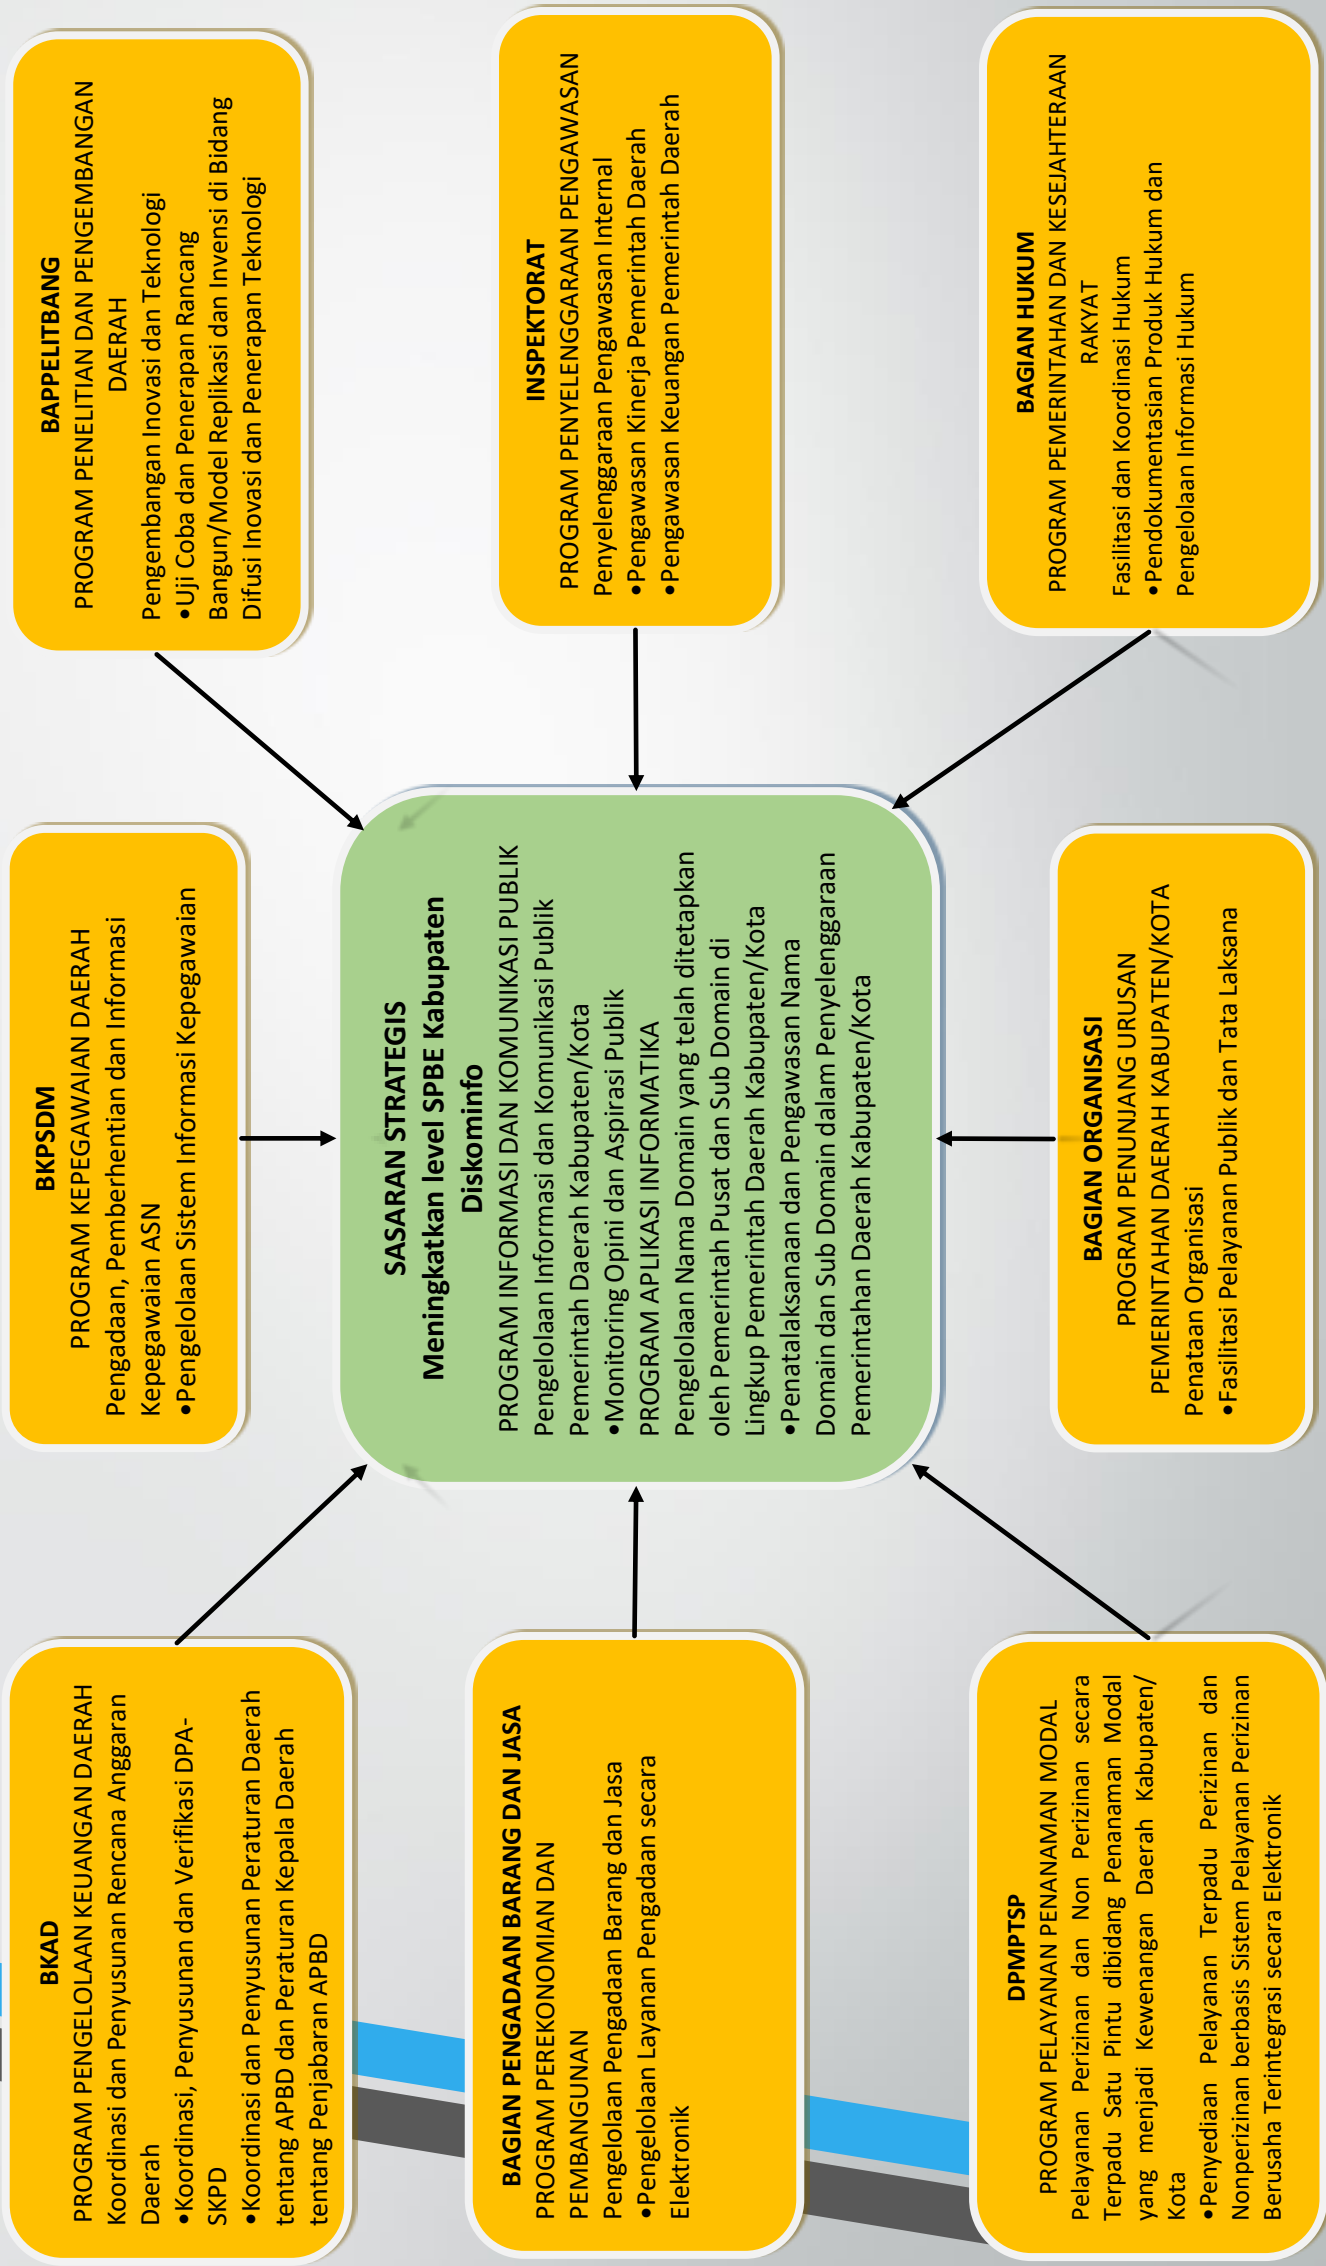 BKAD
PROGRAM PENGELOLAAN KEUANGAN DAERAH
Koordinasi dan Penyusunan Rencana Anggaran
Daerah
•Koordinasi, Penyusunan dan Verifikasi DPA-
SKPD
•Koordinasi dan Penyusunan Peraturan Daerah
tentang APBD dan Peraturan Kepala Daerah
tentang Penjabaran APBD
BKPSDM
PROGRAM KEPEGAWAIAN DAERAH
Pengadaan, Pemberhentian dan Informasi
Kepegawaian ASN
•Pengelolaan Sistem Informasi Kepegawaian
BAPPELITBANG
PROGRAM PENELITIAN DAN PENGEMBANGAN
DAERAH
Pengembangan Inovasi dan Teknologi
•Uji Coba dan Penerapan Rancang
Bangun/Model Replikasi dan Invensi di Bidang
Difusi Inovasi dan Penerapan Teknologi
BAGIAN PENGADAAN BARANG DAN JASA
PROGRAM PEREKONOMIAN DAN
PEMBANGUNAN
Pengelolaan Pengadaan Barang dan Jasa
•Pengelolaan Layanan Pengadaan secara
Elektronik
SASARAN STRATEGIS
Meningkatkan level SPBE Kabupaten
Diskominfo
PROGRAM INFORMASI DAN KOMUNIKASI PUBLIK
Pengelolaan Informasi dan Komunikasi Publik
Pemerintah Daerah Kabupaten/Kota
•Monitoring Opini dan Aspirasi Publik
PROGRAM APLIKASI INFORMATIKA
Pengelolaan Nama Domain yang telah ditetapkan
oleh Pemerintah Pusat dan Sub Domain di
Lingkup Pemerintah Daerah Kabupaten/Kota
•Penatalaksanaan dan Pengawasan Nama
Domain dan Sub Domain dalam Penyelenggaraan
Pemerintahan Daerah Kabupaten/Kota
INSPEKTORAT
PROGRAM PENYELENGGARAAN PENGAWASAN
Penyelenggaraan Pengawasan Internal
•Pengawasan Kinerja Pemerintah Daerah
•Pengawasan Keuangan Pemerintah Daerah
DPMPTSP
PROGRAM PELAYANAN PENANAMAN MODAL
Pelayanan Perizinan dan Non Perizinan secara
Terpadu Satu Pintu dibidang Penanaman Modal
yang menjadi Kewenangan Daerah Kabupaten/
Kota
•Penyediaan Pelayanan Terpadu Perizinan dan
Nonperizinan berbasis Sistem Pelayanan Perizinan
Berusaha Terintegrasi secara Elektronik
BAGIAN ORGANISASI
PROGRAM PENUNJANG URUSAN
PEMERINTAHAN DAERAH KABUPATEN/KOTA
Penataan Organisasi
•Fasilitasi Pelayanan Publik dan Tata Laksana
BAGIAN HUKUM
PROGRAM PEMERINTAHAN DAN KESEJAHTERAAN
RAKYAT
Fasilitasi dan Koordinasi Hukum
•Pendokumentasian Produk Hukum dan
Pengelolaan Informasi Hukum